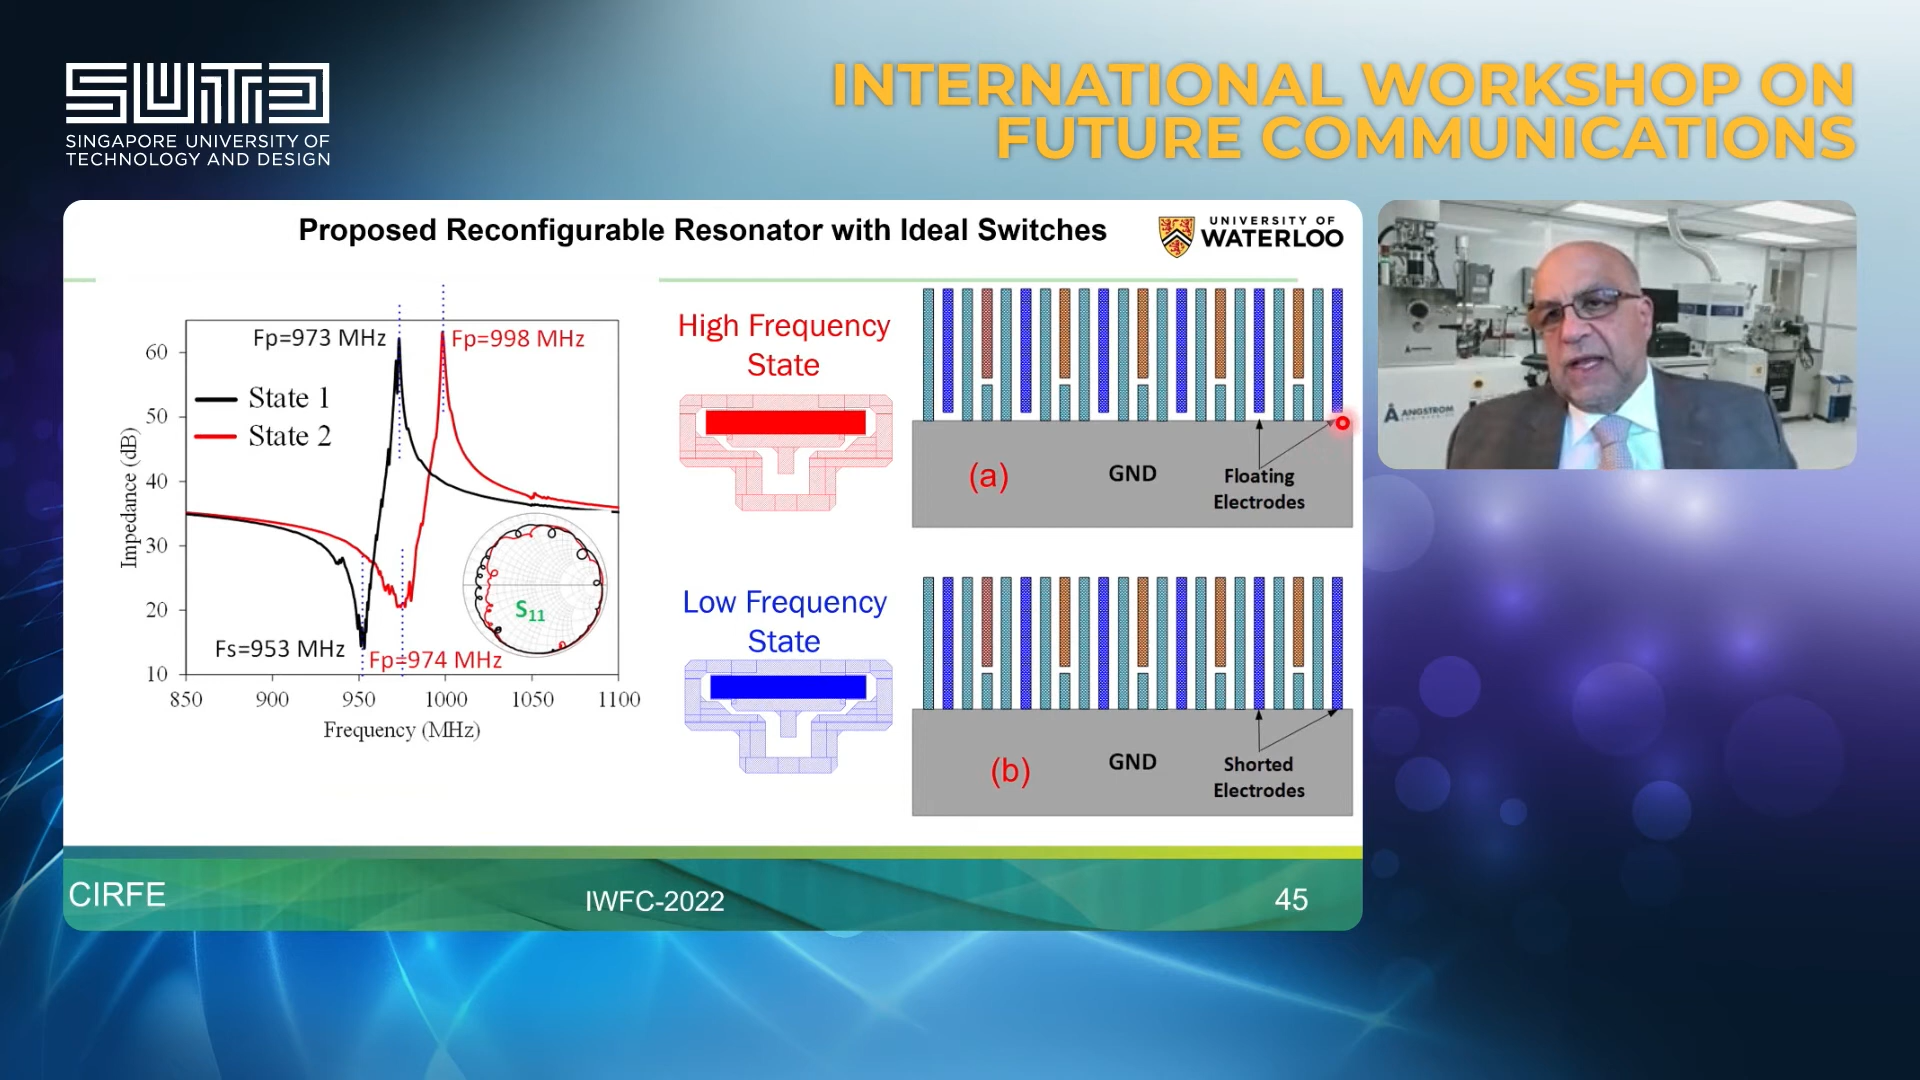 SUTD
SINGAPORE UNIVERSITY OF
TECHNOLOGY AND DESIGN
INTERNATIONAL WORKSHOP ON
FUTURE COMMUNICATIONS
Proposed Reconfigurable Resonator with Ideal Switches
UNIVERSITY OF
WATERLOO
Fp=973 MHz
Fp=998 MHz
State 1
State 2
Impedance (dB)
60
50
40
30
20
10
S11
Fs=953 MHz
Fp=974 MHz
850
900
950
1000
1050
1100
Frequency (MHz)
High Frequency
State
(a)
GND
Floating
Electrodes
Low Frequency
State
(b)
GND
Shorted
Electrodes
ANGSTROM
CIRFE
IWFC-2022
45